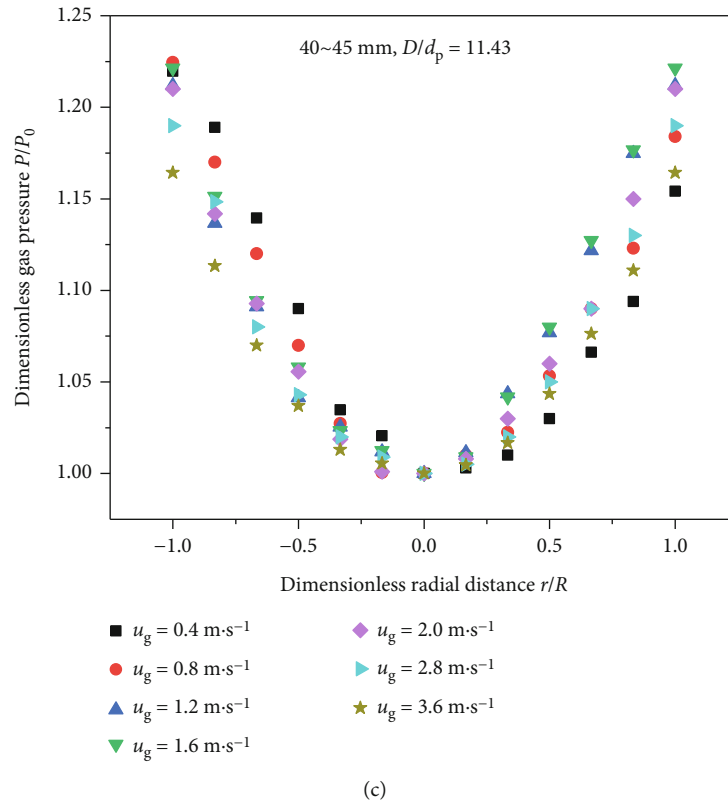 1.25
40~45 mm, D/dp = 11.43
1.20
1.15
1.10
1.05
1.00
Dimensionless gas pressure P/P0
−1.0 −0.5 0.0 0.5 1.0
Dimensionless radial distance r/R
ug = 0.4 m·s−1
ug = 0.8 m·s−1
ug = 1.2 m·s−1
ug = 1.6 m·s−1
ug = 2.0 m·s−1
ug = 2.8 m·s−1
ug = 3.6 m·s−1
(c)